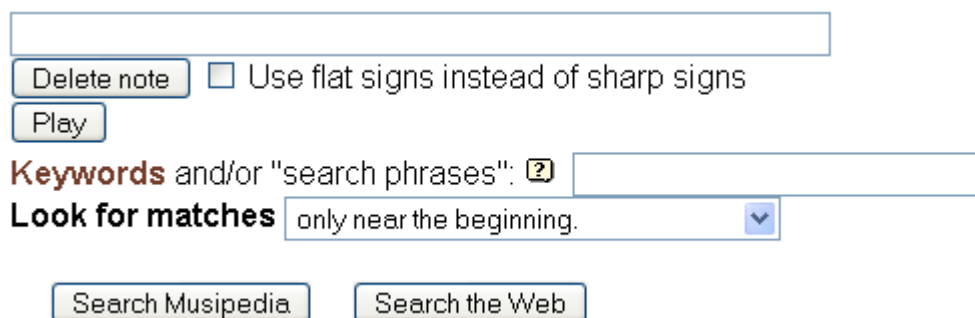 Delete note Use flat signs instead of sharp signs
Play
Keywords and/or "search phrases": ?
Look for matches only near the beginning.
Search Musipedia Search the Web